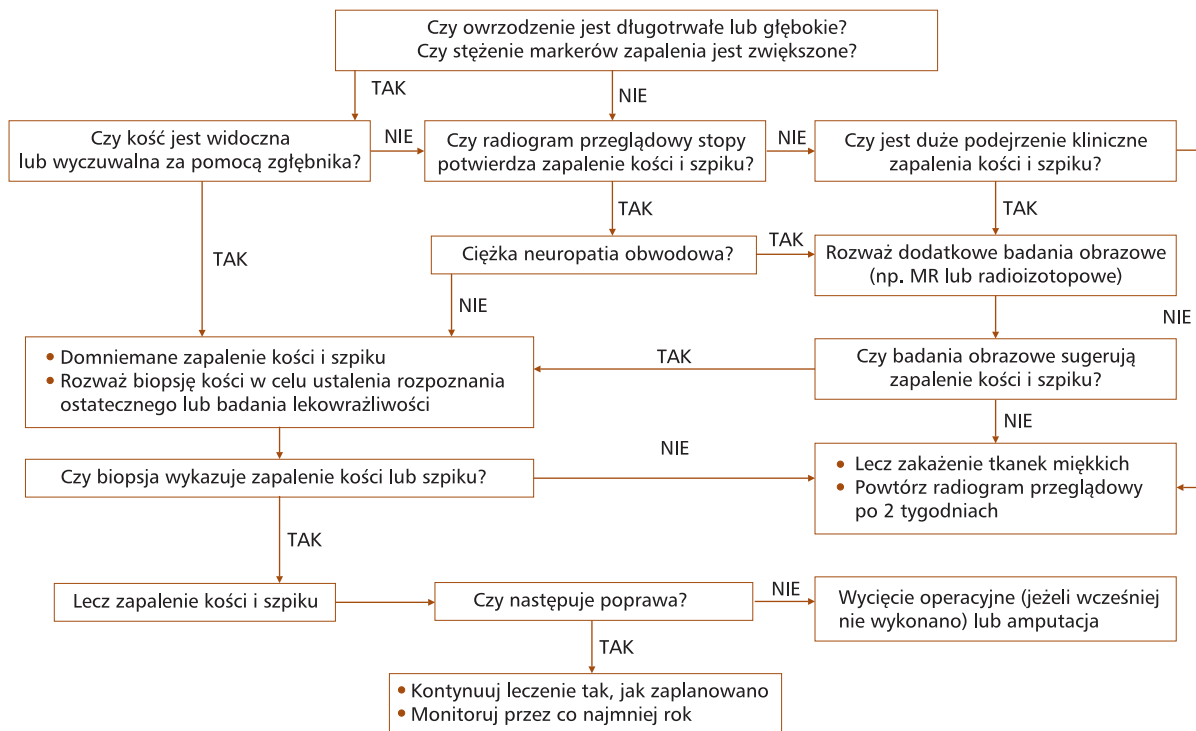 Czy owrzodzenie jest długotrwałe lub głębokie?
Czy stężenie markerów zapalenia jest zwiększone?
TAK
NIE
Czy kość jest widoczna
lub wyczuwalna za pomocą zgłębnika?
NIE
Czy radiogram przeglądowy stopy
potwierdza zapalenie kości i szpiku?
NIE
Czy jest duże podejrzenie kliniczne
zapalenia kości i szpiku?
TAK
TAK
TAK
Ciężka neuropatia obwodowa?
TAK
Rozważ dodatkowe badania obrazowe
(np. MR lub radioizotopowe)
NIE
NIE
• Domniemane zapalenie kości i szpiku
• Rozważ biopsję kości w celu ustalenia rozpoznania
ostatecznego lub badania lekowrażliwości
TAK
Czy badania obrazowe sugerują
zapalenie kości i szpiku?
NIE
NIE
Czy biopsja wykazuje zapalenie kości lub szpiku?
• Lecz zakażenie tkanek miękkich
• Powtórz radiogram przeglądowy
po 2 tygodniach
TAK
Lecz zapalenie kości i szpiku
Czy następuje poprawa?
NIE
Wycięcie operacyjne (jeżeli wcześniej
nie wykonano) lub amputacja
TAK
• Kontynuuj leczenie tak, jak zaplanowano
• Monitoruj przez co najmniej rok